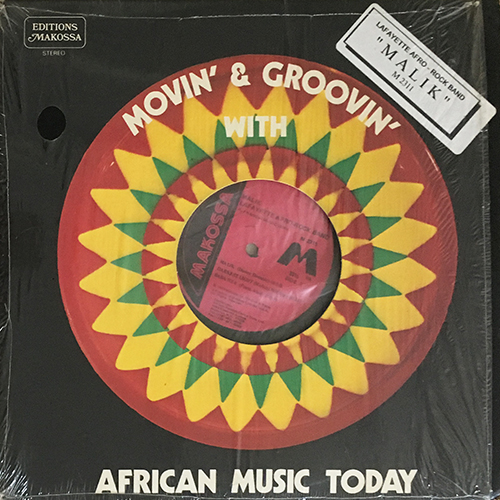 EDITIONS
MAKOSSA
STEREO
LAFAYETTE AFRO-ROCK BAND
"MALIK"
M 2311
MOVIN' & GROOVIN'
WITH
MAKOSSA
M
AFRICAN MUSIC TODAY